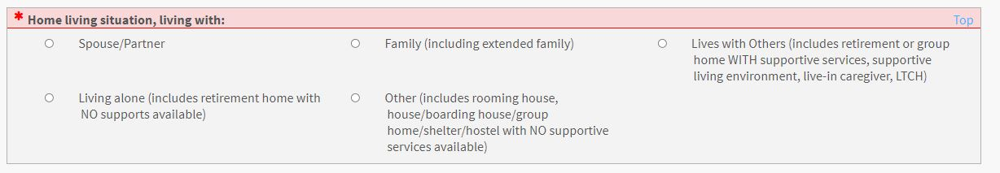 * Home living situation, living with: Top
Spouse/Partner
Family (including extended family)
Lives with Others (includes retirement or group
home WITH supportive services, supportive
living environment, live-in caregiver, LTCH)
Living alone (includes retirement home with
NO supports available)
Other (includes rooming house,
house/boarding house/group
home/shelter/hostel with NO supportive
services available)